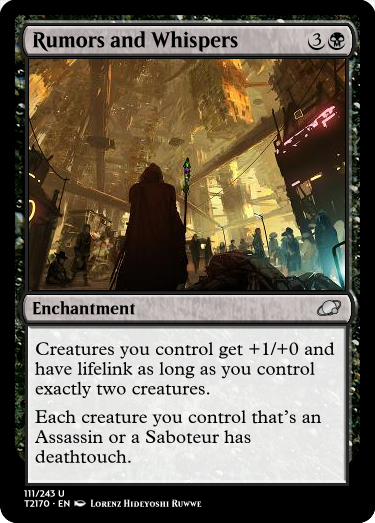 Rumors and Whispers 3
Enchantment
Creatures you control get +1/+0 and
have lifelink as long as you control
exactly two creatures.
Each creature you control that's an
Assassin or a Saboteur has
deathtouch.
111/243 U
T2170 · EN Lorenz Hideyoshi Ruwwe